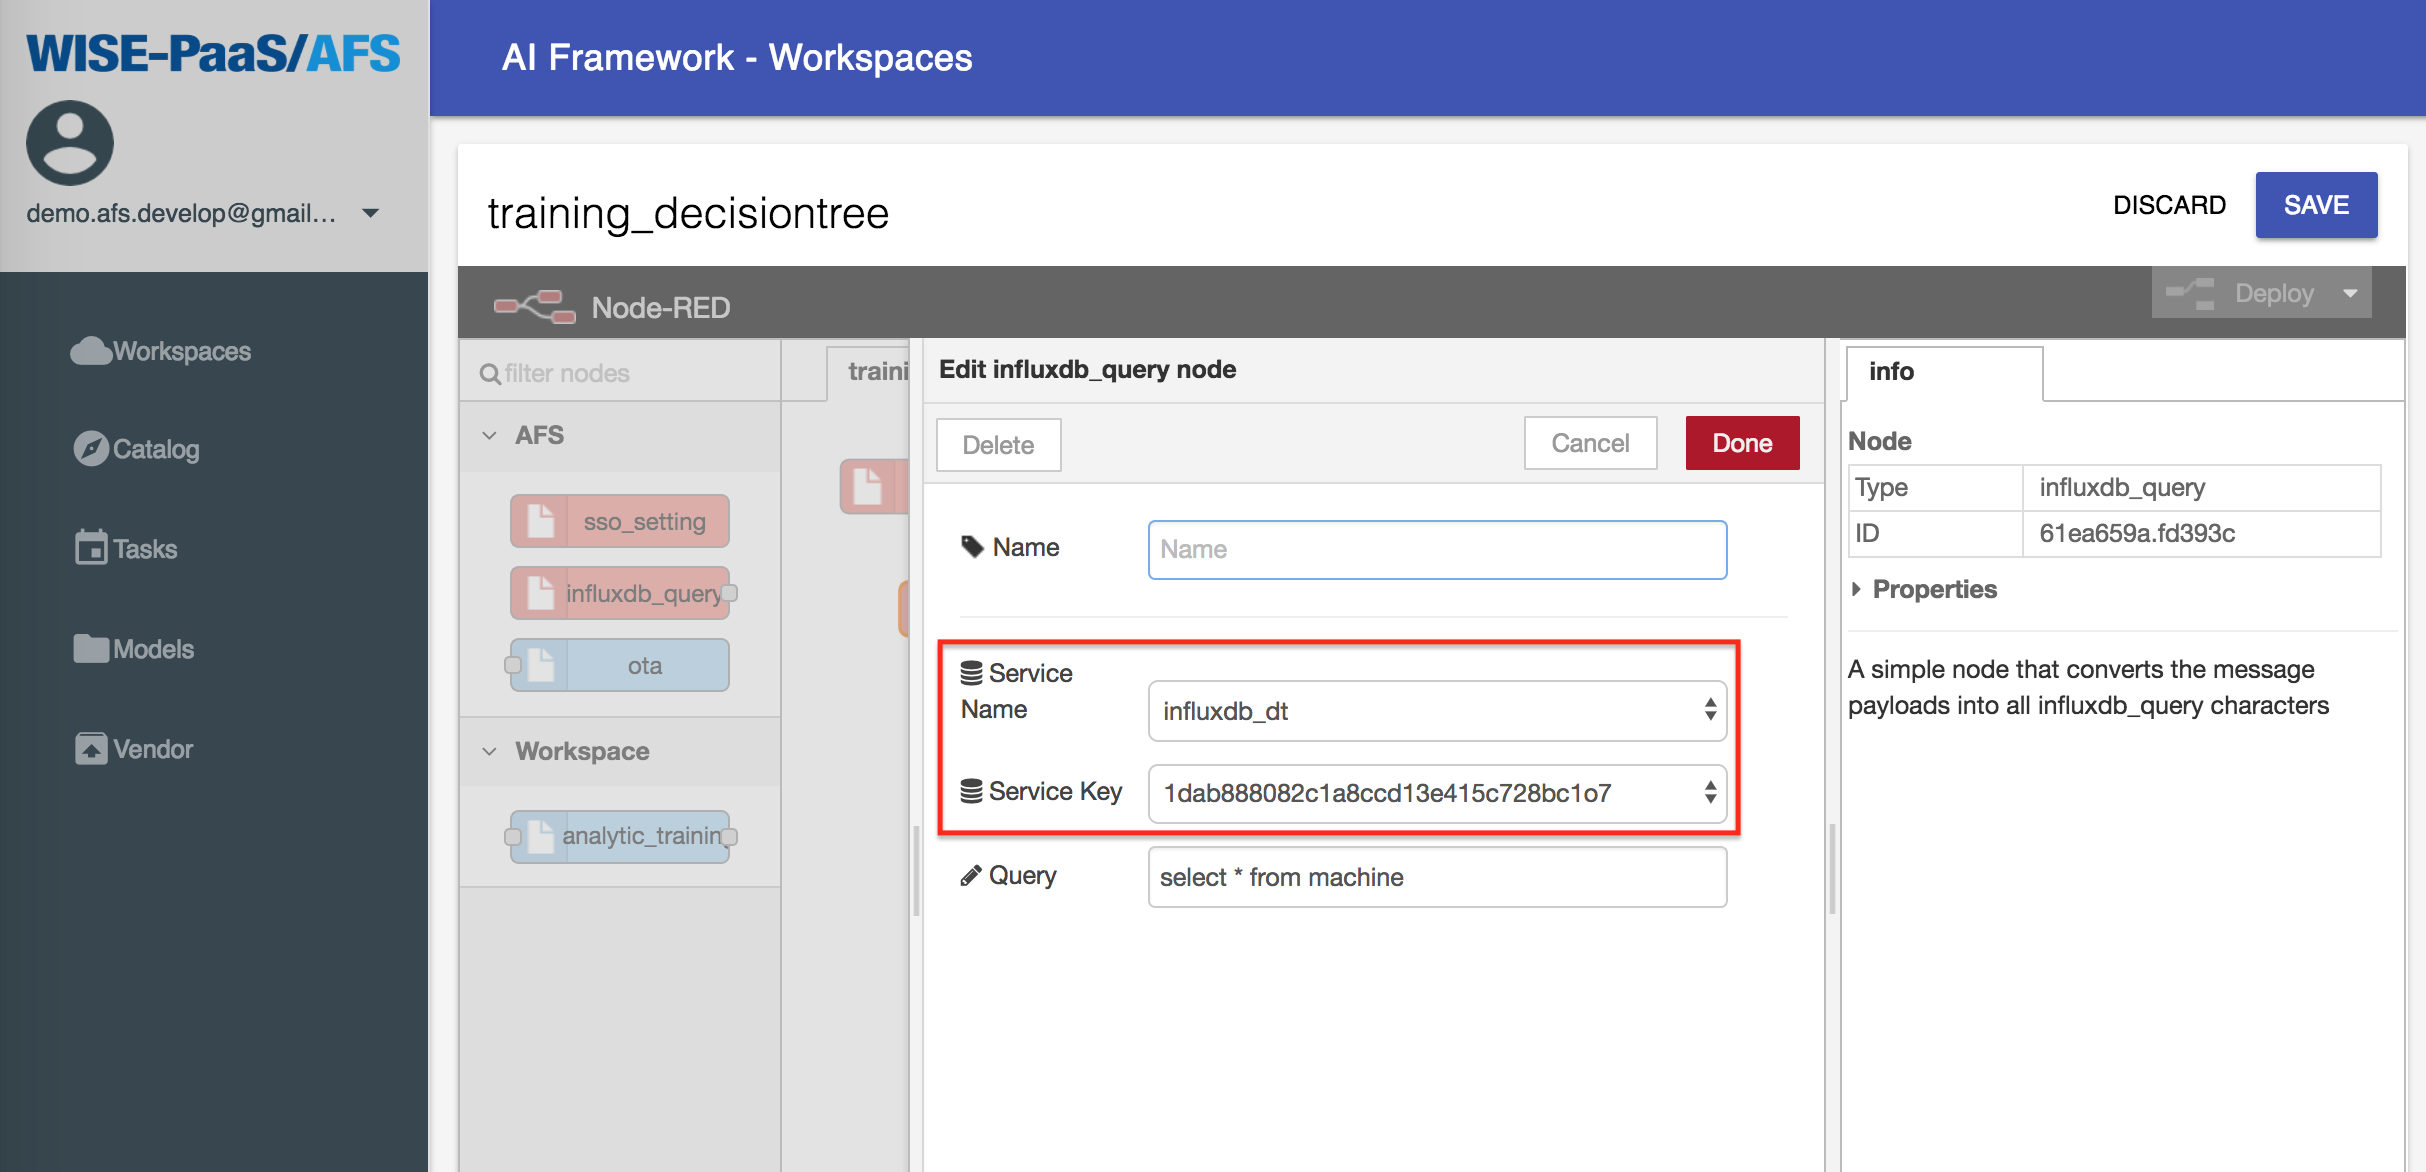 WISE-PaaS/AFS
demo.afs.develop@gmail...
Workspaces
Catalog
Tasks
Models
Vendor
AI Framework - Workspaces
training_decisiontree
DISCARD
SAVE
Node-RED
Deploy
filter nodes
AFS
sso_setting
influxdb_query
ota
Workspace
analytic_training
traini
Edit influxdb_query node
Delete
Cancel
Done
Name
Name
Service
Name
influxdb_dt
Service Key
1dab888082c1a8ccd13e415c728bc1o7
Query
select * from machine
info
Node
Type
influxdb_query
ID
61ea659a.fd393c
Properties
A simple node that converts the message
payloads into all influxdb_query characters